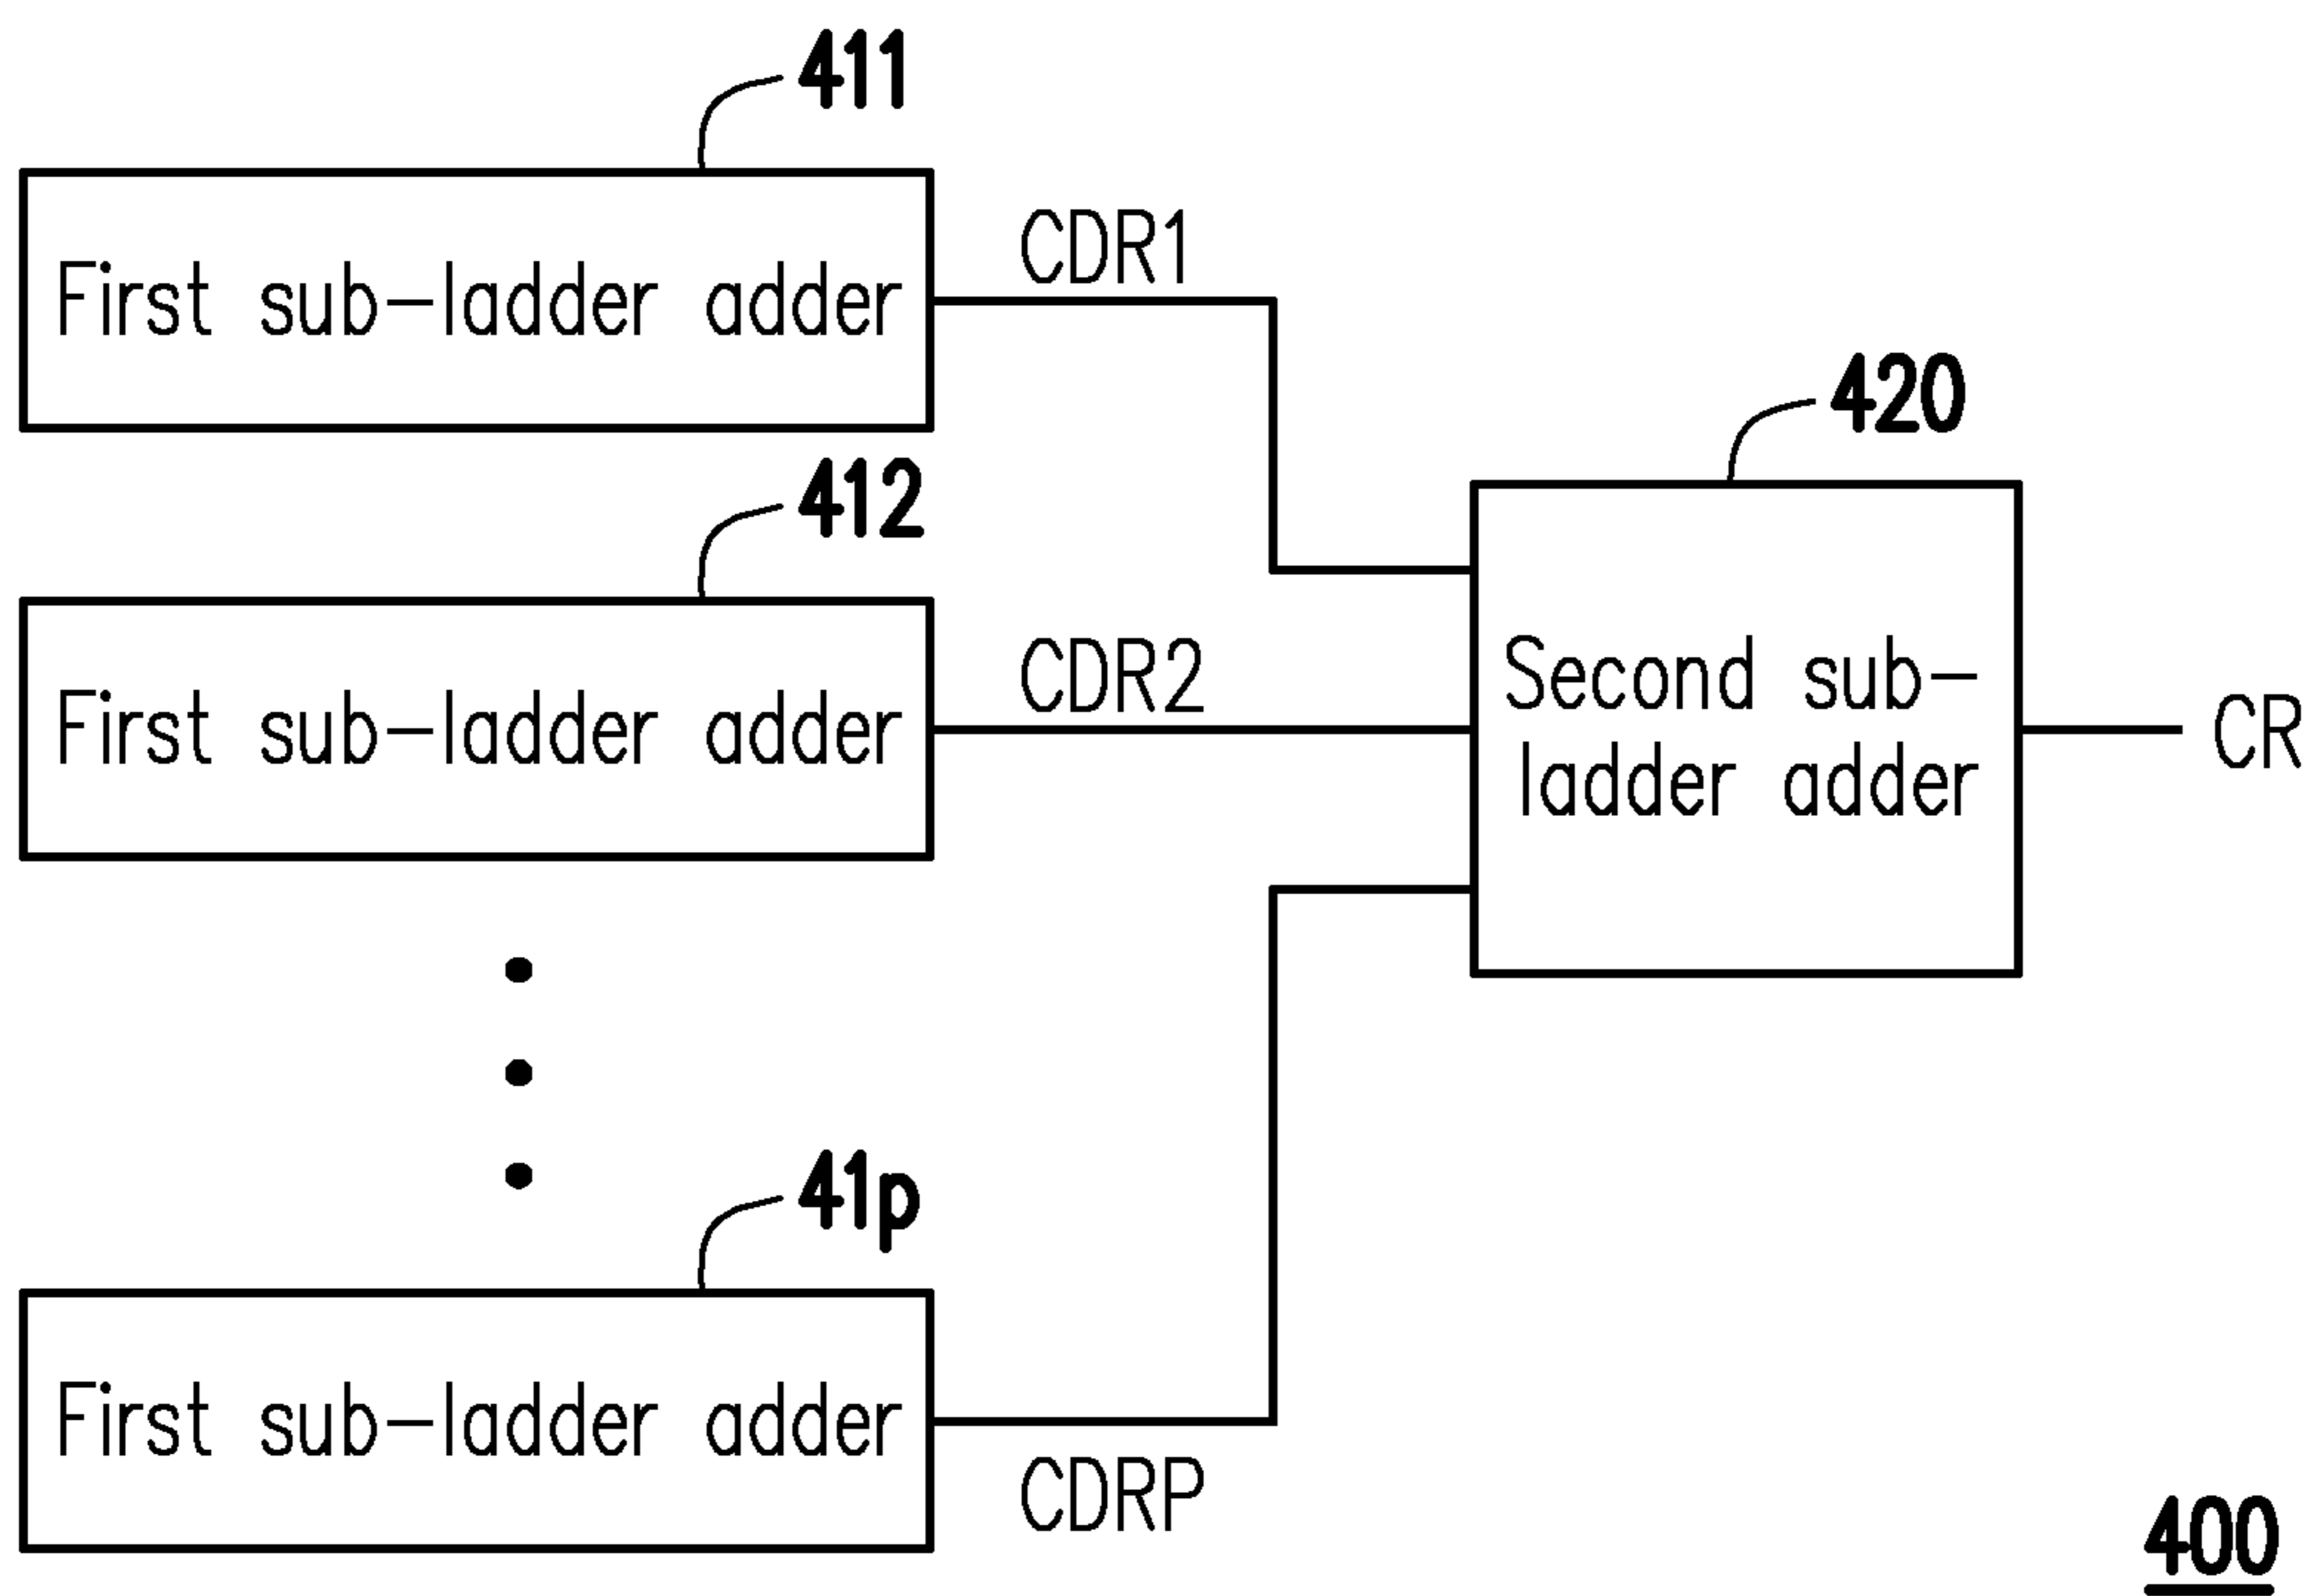 411
First sub-ladder adder
CDR1
420
412
First sub-ladder adder
CDR2
Second sub-
ladder adder
CR
41p
First sub-ladder adder
CDRP
400